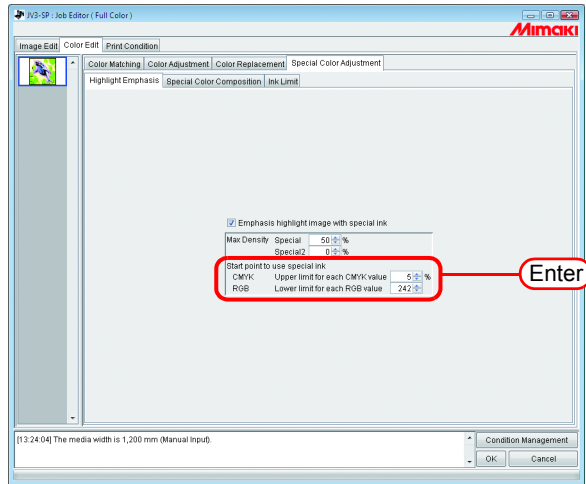 JV3-SP : Job Editor ( Full Color )
Mimaki
Image Edit Color Edit Print Condition
Color Matching Color Adjustment Color Replacement Special Color Adjustment
Highlight Emphasis Special Color Composition Ink Limit
Emphasis highlight image with special ink
Max Density Special 50 %
Special2 0 %
Start point to use special ink
CMYK Upper limit for each CMYK value 5 %
RGB Lower limit for each RGB value 242
Enter
[13:24:04] The media width is 1,200 mm (Manual Input).
Condition Management
OK Cancel